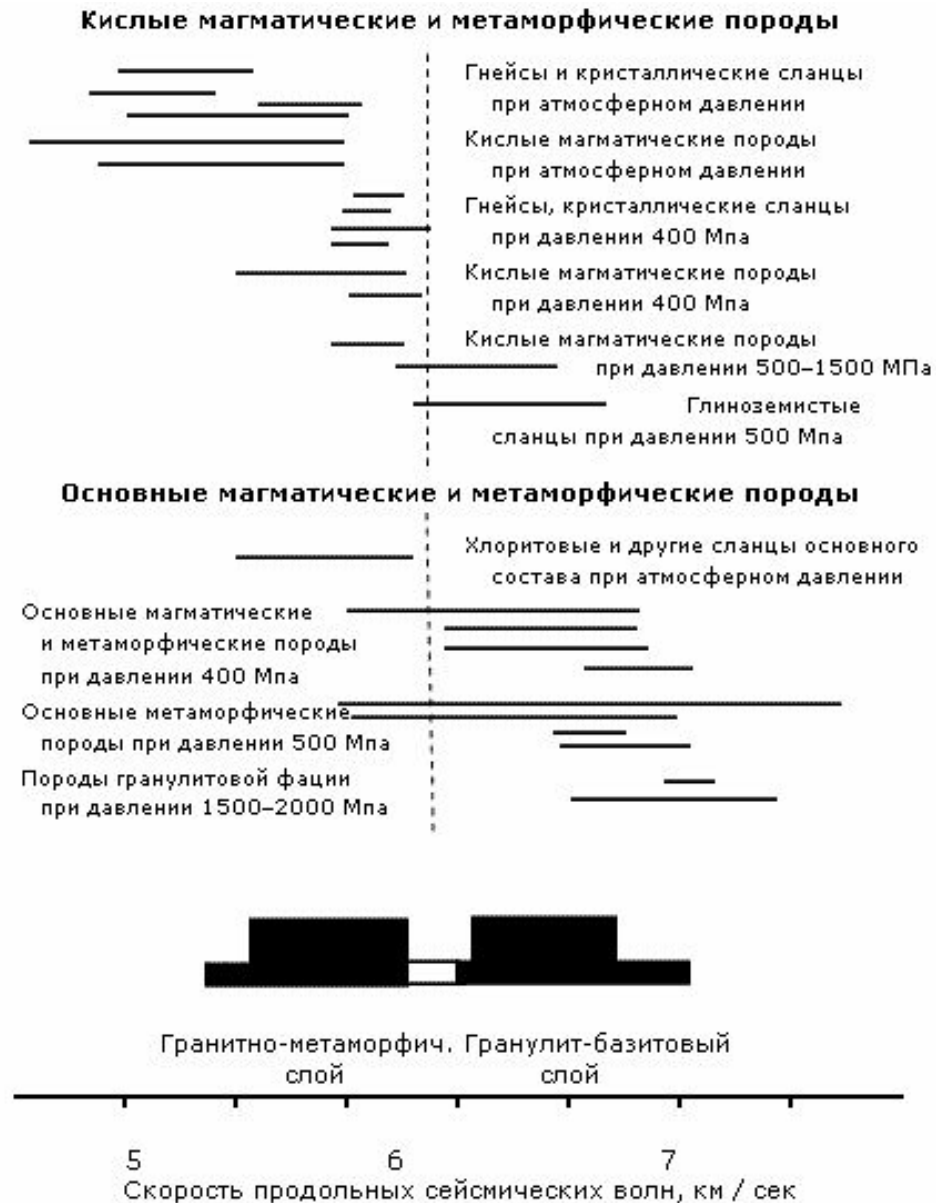 Кислые магматические и метаморфические породы
Гнейсы и кристаллические сланцы
при атмосферном давлении
Кислые магматические породы
при атмосферном давлении
Гнейсы, кристаллические сланцы
при давлении 400 Мпа
Кислые магматические породы
при давлении 400 Мпа
Кислые магматические породы
при давлении 500–1500 МПа
Глиноземистые
сланцы при давлении 500 Мпа
Основные магматические и метаморфические породы
Хлоритовые и другие сланцы основного
состава при атмосферном давлении
Основные магматические
и метаморфические породы
при давлении 400 Мпа
Основные метаморфические
породы при давлении 500 Мпа
Породы гранулитовой фации
при давлении 1500–2000 Мпа
Гранитно-метаморфич.
слой
Гранулит-базитовый
слой
5 6 7
Скорость продольных сейсмических волн, км / сек